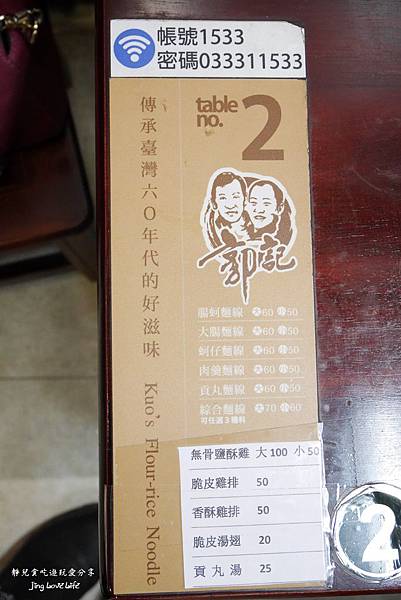 帳號1533
密碼033311533
table no. 2
傳承臺灣六〇年代的好滋味 Kuo's Flour-rice Noodle
郭記
腸蚵麵線 大60 小50
大腸麵線 大60 小50
蚵仔麵線 大60 小50
肉羹麵線 大60 小50
貢丸麵線 大60 小50
綜合麵線 大70 小60
可任選3種料
無骨鹽酥雞 大100 小50
脆皮雞排 50
香酥雞排 50
脆皮湯翅 20
貢丸湯 25
2
靜兒貪吃遊玩愛分享
Jing Love Life